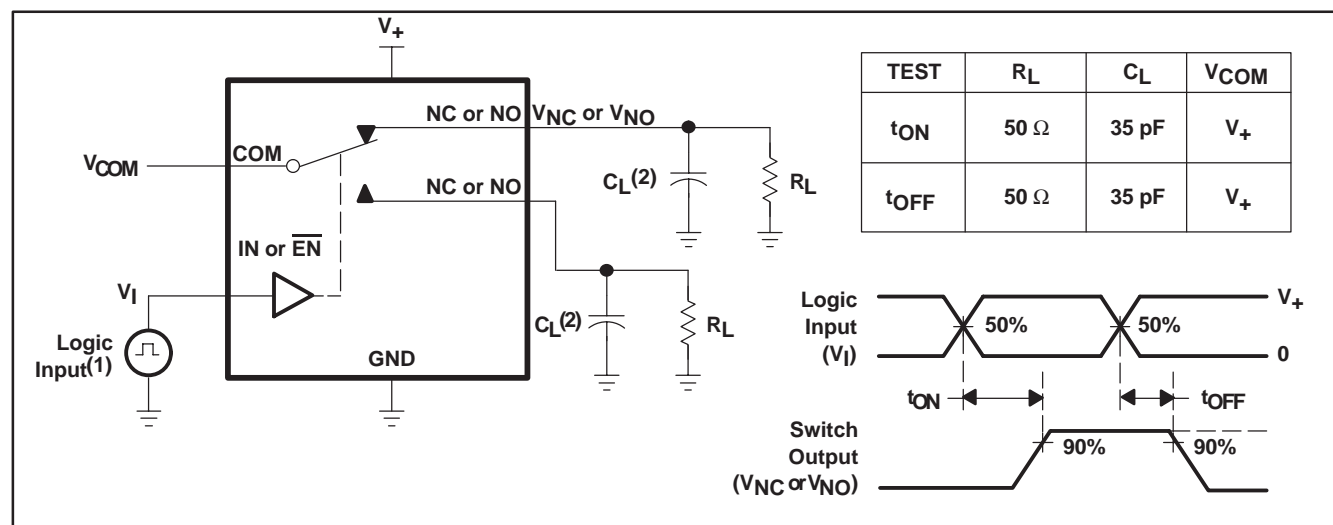 V+
NC or NO VNC or VNO
COM
VCOM
CL(2)
RL
NC or NO
IN or EN
VI
CL(2)
RL
Logic
Input(1)
GND
TEST RL CL VCOM
tON 50 Ω 35 pF V+
tOFF 50 Ω 35 pF V+
Logic
Input
(VI)
50%
50%
V+
0
tON
tOFF
Switch
Output
(VNC or VNO)
90%
90%